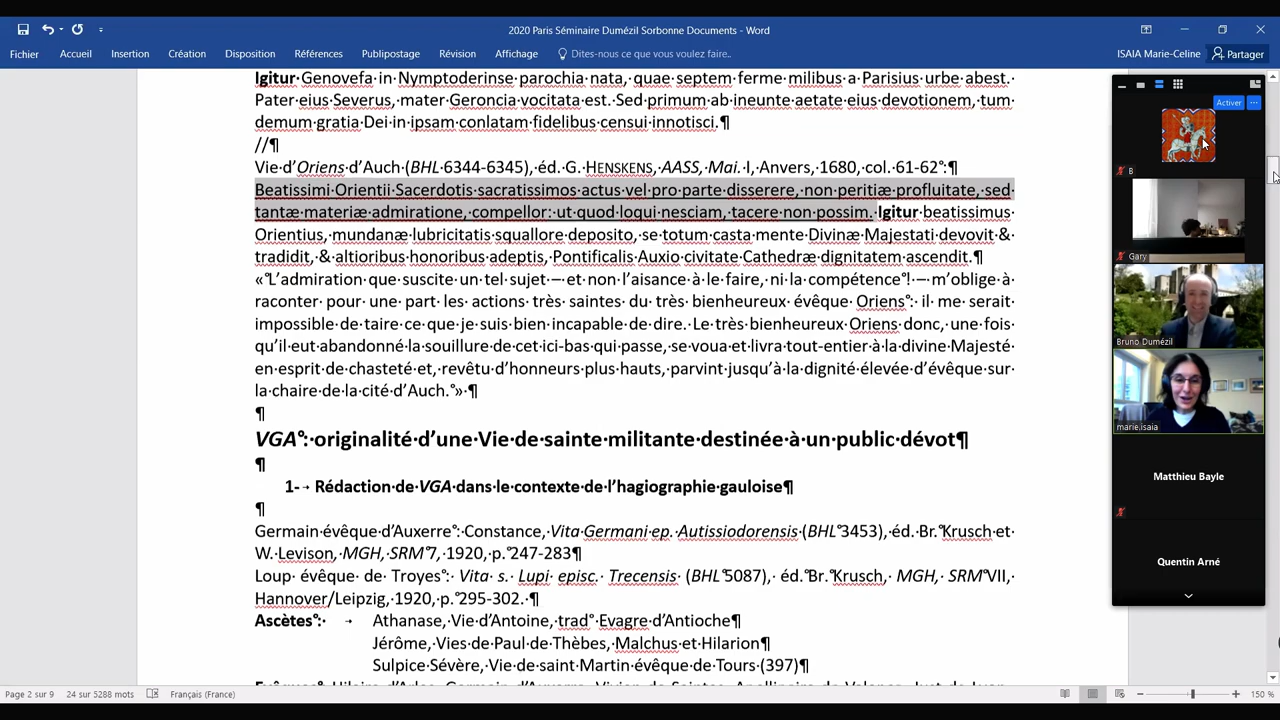 2020 Paris Séminaire Dumézil Sorbonne Documents - Word
Fichier Accueil Insertion Création Disposition Références Publipostage Révision Affichage Dites-nous ce que vous voulez faire.. ISAIA Marie-Celine Partager
Igitur· Genovefa in· Nymptoderinse· parochia· nata,· quae· septem· ferme· milibus· a· Parisius· urbe· abest.·
Pater· eius· Severus,· mater· Geroncia· vocitata· est.· Sed· primum· ab· ineunte· aetate· eius· devotionem,· tum·
demum·gratia·Dei·in·ipsam·conlatam·fidelibus·censui·innotisci.¶
//¶
Vie·d'Oriens·d'Auch·(BHL·6344-6345),·éd.·G.·HENSKENS,·AASS,·Mai.·I,·Anvers,·1680,·col.·61-62°:¶
Beatissimi·Orientii·Sacerdotis·sacratissimos·actus·vel·pro·parte·disserere,·non·peritiæ·profluitate,·sed·
tantæ·materiæ·admiratione,·compellor:·ut·quod·loqui·nesciam,·tacere·non·possim.·Igitur·beatissimus·
Orientius,·mundanæ·lubricitatis·squallore·deposito,·se·totum·casta·mente·Divinæ·Majestati·devovit·&·
tradidit,·&·altioribus·honoribus·adeptis,·Pontificalis·Auxio·civitate·Cathedræ·dignitatem·ascendit.¶
«°L'admiration·que·suscite·un·tel·sujet·–·et·non·l'aisance·à·le·faire,·ni·la·compétence°!·–·m'oblige·à·
raconter· pour· une· part· les· actions· très· saintes· du· très· bienheureux· évêque· Oriens°:· il· me· serait·
impossible·de·taire·ce·que·je·suis·bien·incapable·de·dire.·Le·très·bienheureux·Oriens·donc,·une·fois·
qu'il·eut·abandonné·la·souillure·de·cet·ici-bas·qui·passe,·se·voua·et·livra·tout-entier·à·la·divine·Majesté·
en·esprit·de·chasteté·et,·revêtu·d'honneurs·plus·hauts,·parvint·jusqu'à·la·dignité·élevée·d'évêque·sur·
la·chaire·de·la·cité·d'Auch.°»·¶
¶
VGA°:·originalité·d'une·Vie·de·sainte·militante·destinée·à·un·public·dévot¶
¶
1-→ Rédaction·de·VGA·dans·le·contexte·de·l'hagiographie·gauloise¶
¶
Germain·évêque·d'Auxerre°:·Constance,·Vita·Germani·ep.·Autissiodorensis·(BHL°3453),·éd.·Br.°Krusch·et·
W.·Levison,·MGH,·SRM°7,·1920,·p.°247-283¶
Loup· évêque· de· Troyes°:· Vita· s.· Lupi· episc.· Trecensis· (BHL°5087),· éd.°Br.°Krusch,· MGH,· SRM°VII,·
Hannover/Leipzig,·1920,·p.°295-302.·¶
Ascètes°:· → Athanase,·Vie·d'Antoine,·trad°·Evagre·d'Antioche¶
Jérôme,·Vies·de·Paul·de·Thèbes,·Malchus·et·Hilarion¶
Sulpice·Sévère,·Vie·de·saint·Martin·évêque·de·Tours·(397)¶
Activer ...
B
Gary
Bruno Dumézil
marie.isaia
Matthieu Bayle
Quentin Arné
Page 2 sur 9 24 sur 5288 mots Français (France) 150 %